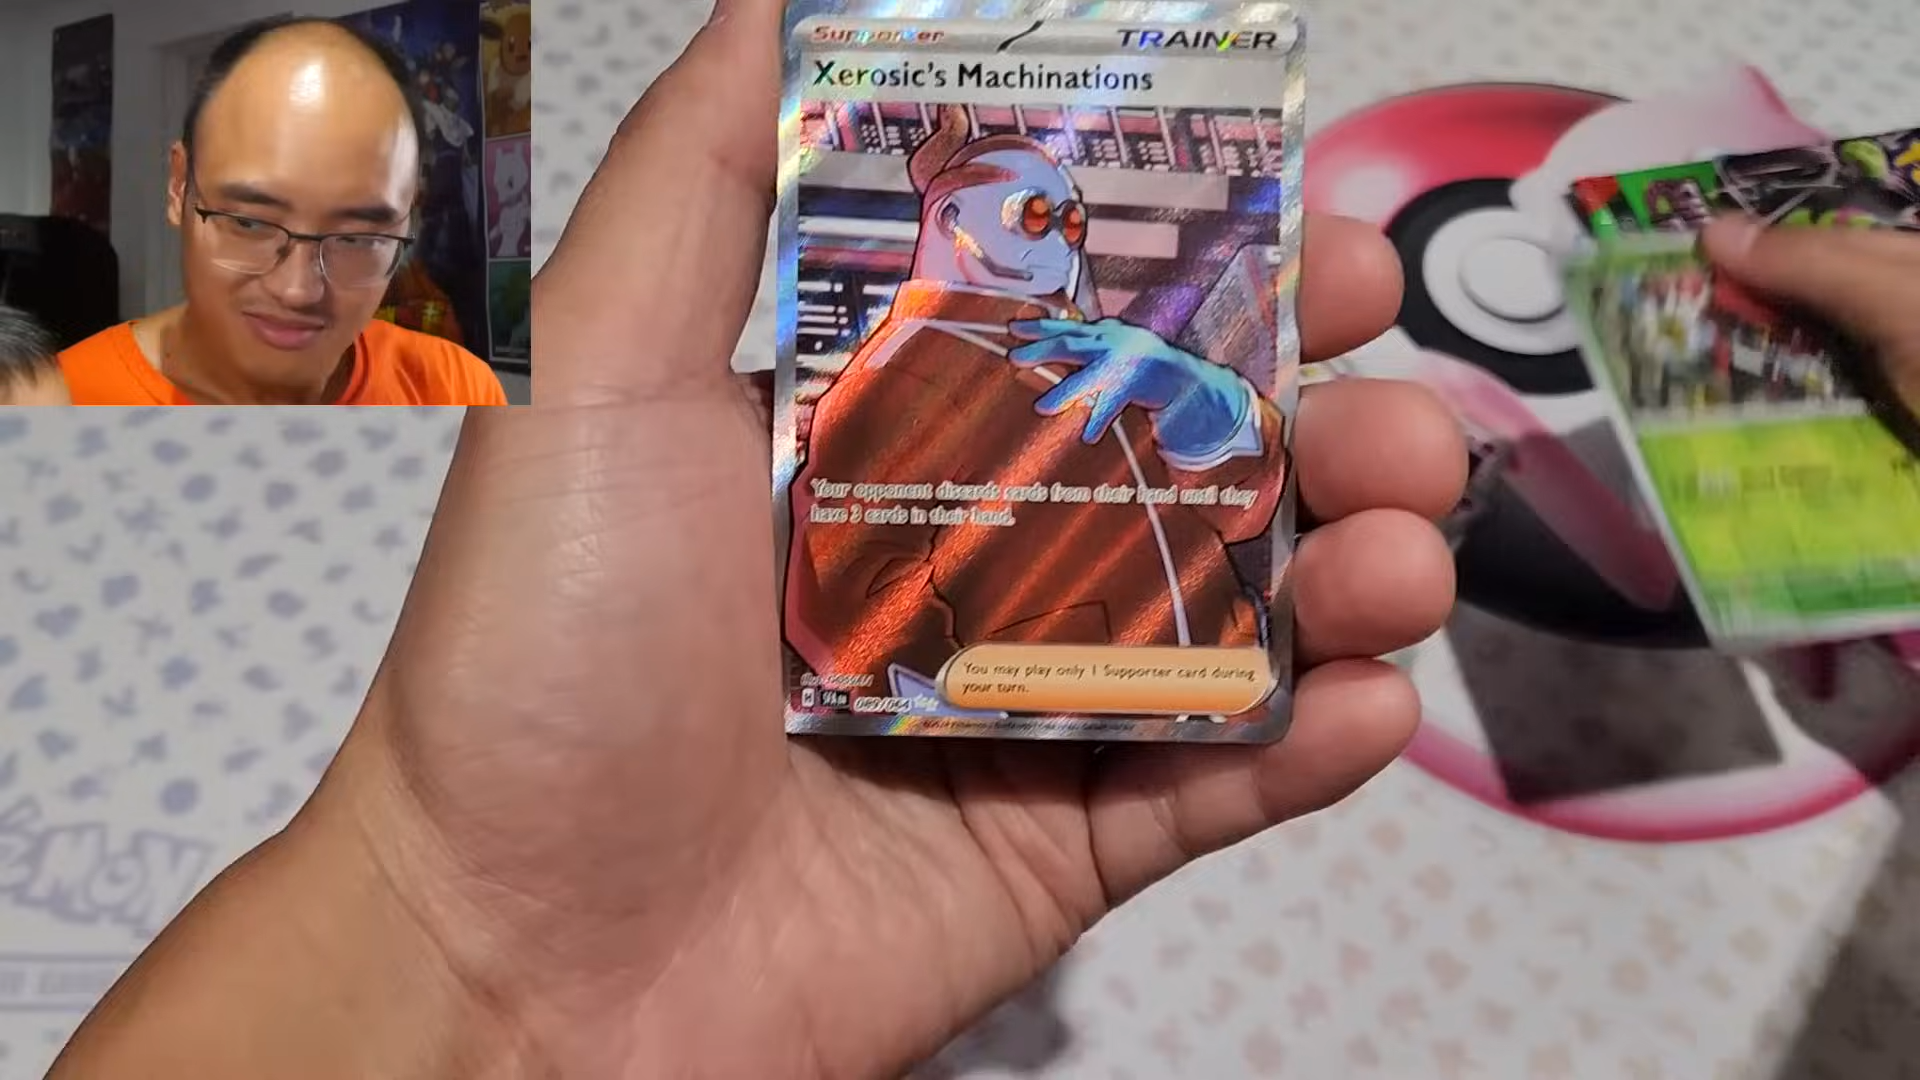 Supporter
TRAINER
Xerosic's Machinations
Your opponent discards cards from their hand until they
have 3 cards in their hand.
You may play only 1 Supporter card during
your turn.